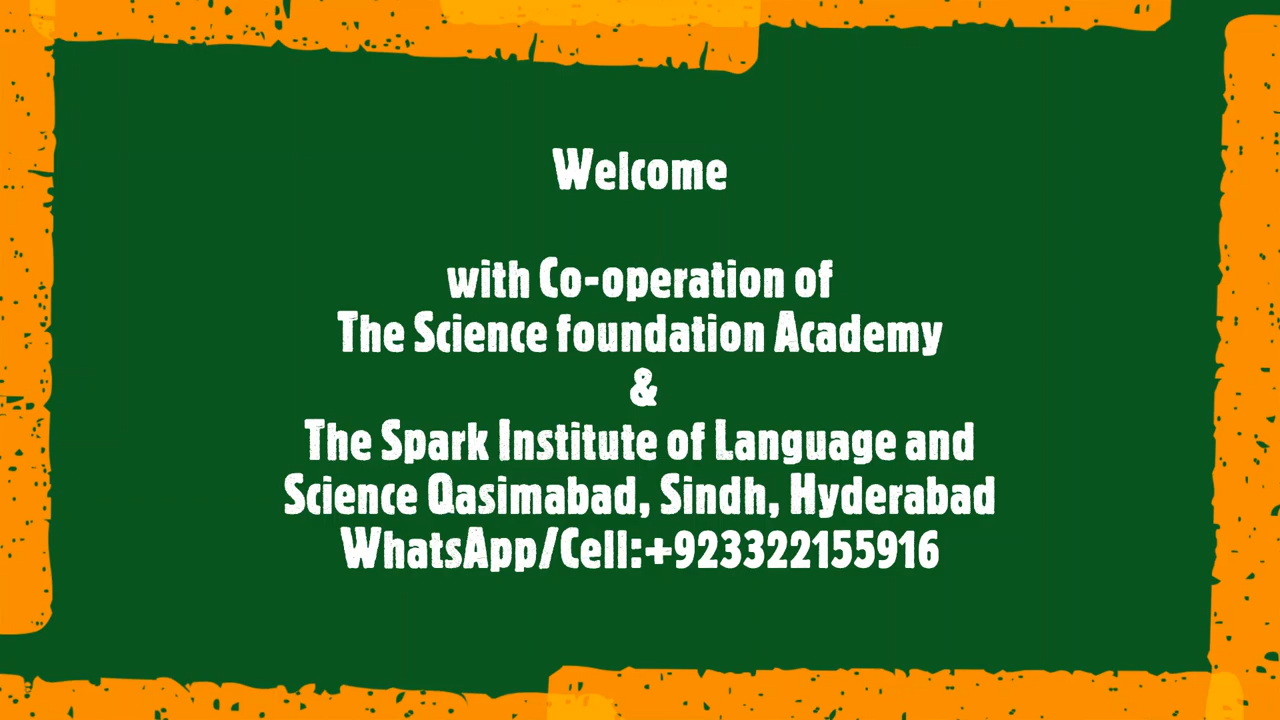 Welcome
with Co-operation of
The Science foundation Academy
&
The Spark Institute of Language and
Science Qasimabad, Sindh, Hyderabad
WhatsApp/Cell:+923322155916